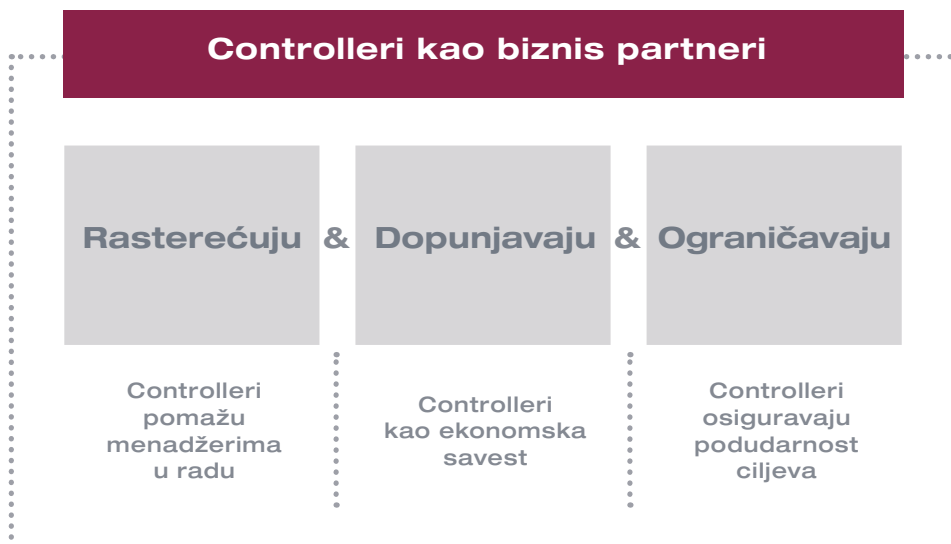 Controlleri kao biznis partneri
Rasterećuju & Dopunjavaju & Ograničavaju
Controlleri
pomažu
menadžerima
u radu
Controlleri
kao ekonomska
savest
Controlleri
osiguravaju
podudarnost
ciljeva